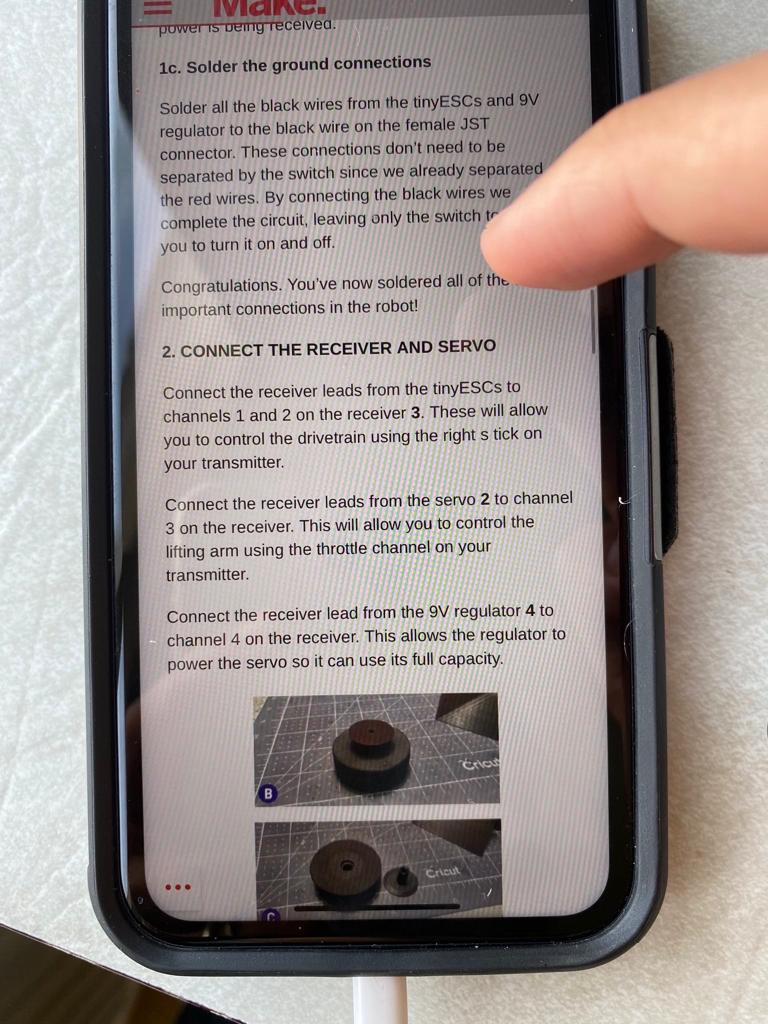 Make:
power is being received.
1c. Solder the ground connections
Solder all the black wires from the tinyESCs and 9V
regulator to the black wire on the female JST
connector. These connections don't need to be
separated by the switch since we already separated
the red wires. By connecting the black wires we
complete the circuit, leaving only the switch
you to turn it on and off.
Congratulations. You've now soldered all of the
important connections in the robot!
2. CONNECT THE RECEIVER AND SERVO
Connect the receiver leads from the tinyESCs to
channels 1 and 2 on the receiver 3. These will allow
you to control the drivetrain using the right s tick on
your transmitter.
Connect the receiver leads from the servo 2 to channel
3 on the receiver. This will allow you to control the
lifting arm using the throttle channel on your
transmitter.
Connect the receiver lead from the 9V regulator 4 to
channel 4 on the receiver. This allows the regulator to
power the servo so it can use its full capacity.
Cricut
B
Cricut
C